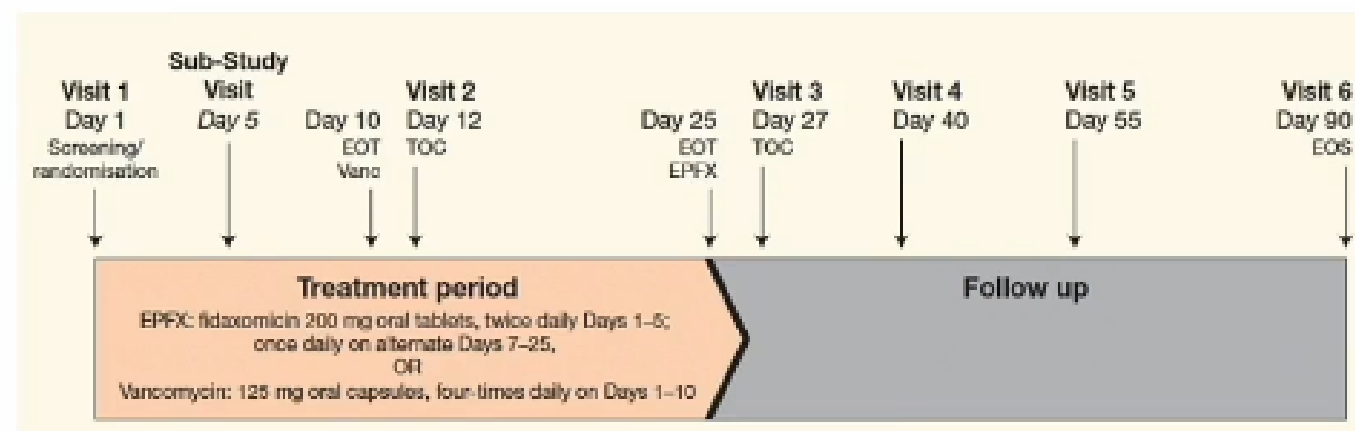 Visit 1
Day 1
Screening/
randomisation
Sub-Study
Visit
Day 5
Day 10
EOT
Vanc
Visit 2
Day 12
TOC
Day 25
EOT
EPFX
Visit 3
Day 27
TOC
Visit 4
Day 40
Visit 5
Day 55
Visit 6
Day 90
EOS
Treatment period
EPFX: fidaxomicin 200 mg oral tablets, twice daily Days 1–5;
once daily on alternate Days 7–25,
OR
Vancomycin: 125 mg oral capsules, four-times daily on Days 1–10
Follow up